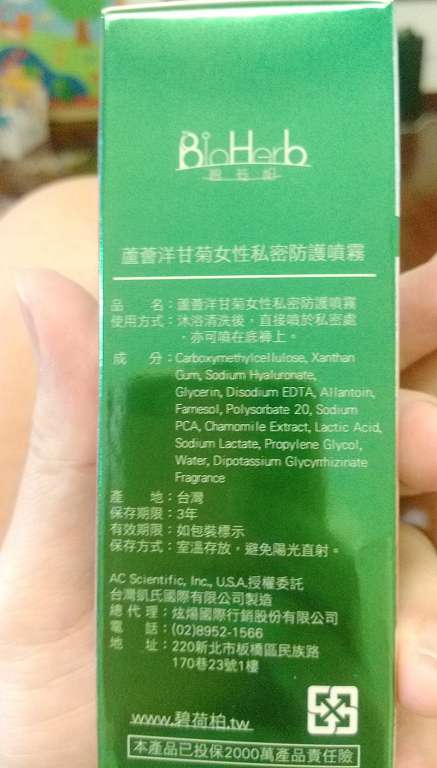 BioHerb
碧荷柏
蘆薈洋甘菊女性私密防護噴霧
品 名：蘆薈洋甘菊女性私密防護噴霧
使用方式：沐浴清洗後，直接噴於私密處
，亦可噴在底褲上。
成 分：Carboxymethylcellulose, Xanthan
Gum, Sodium Hyaluronate,
Glycerin, Disodium EDTA, Allantoin,
Farnesol, Polysorbate 20, Sodium
PCA, Chamomile Extract, Lactic Acid,
Sodium Lactate, Propylene Glycol,
Water, Dipotassium Glycyrrhizinate
Fragrance
產 地：台灣
保存期限：3年
有效期限：如包裝標示
保存方式：室溫存放，避免陽光直射。
AC Scientific, Inc., U.S.A.授權委託
台灣凱氏國際有限公司製造
總 代 理：炫煬國際行銷股份有限公司
電 話：(02)8952-1566
地 址：220新北市板橋區民族路
170巷23號1樓
www.碧荷柏.tw
本產品已投保2000萬產品責任險